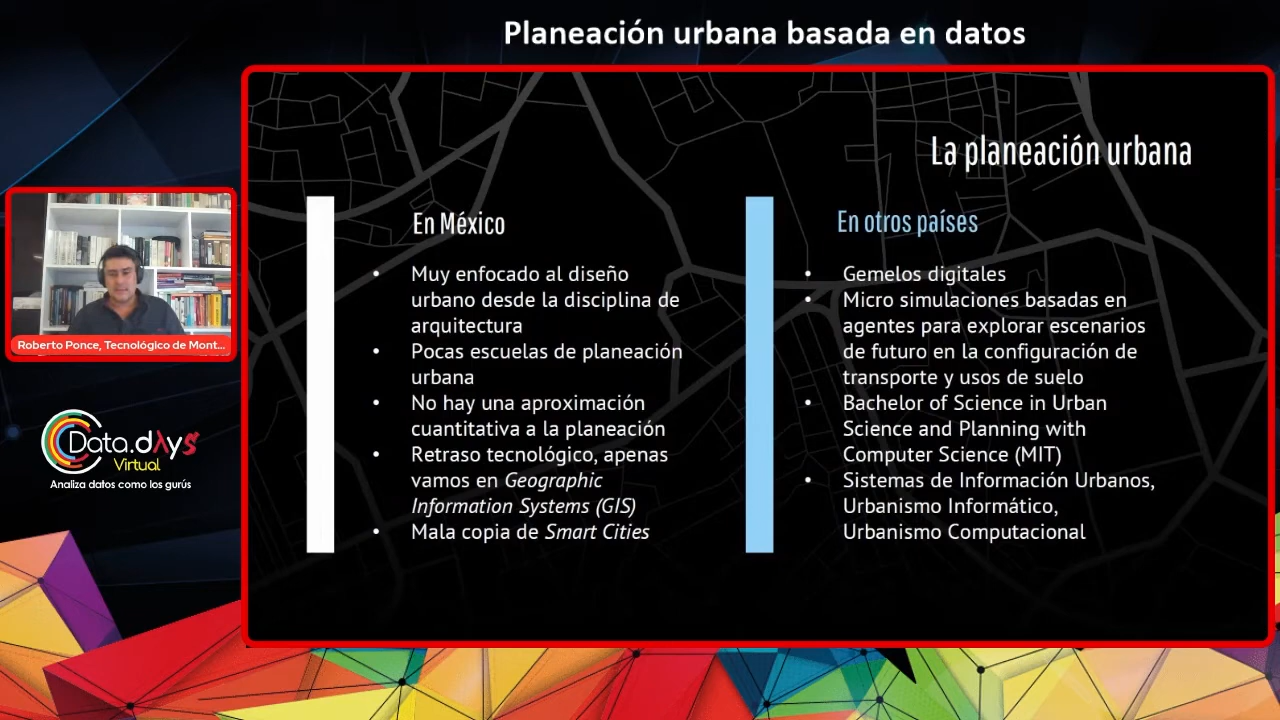 Planeación urbana basada en datos
La planeación urbana
En México
• Muy enfocado al diseño
urbano desde la disciplina de
arquitectura
• Pocas escuelas de planeación
urbana
• No hay una aproximación
cuantitativa a la planeación
• Retraso tecnológico, apenas
vamos en Geographic
Information Systems (GIS)
• Mala copia de Smart Cities
En otros países
• Gemelos digitales
• Micro simulaciones basadas en
agentes para explorar escenarios
de futuro en la configuración de
transporte y usos de suelo
• Bachelor of Science in Urban
Science and Planning with
Computer Science (MIT)
• Sistemas de Información Urbanos,
Urbanismo Informático,
Urbanismo Computacional
Roberto Ponce, Tecnológico de Mont...
Data.dAys
Virtual
Analiza datos como los gurús